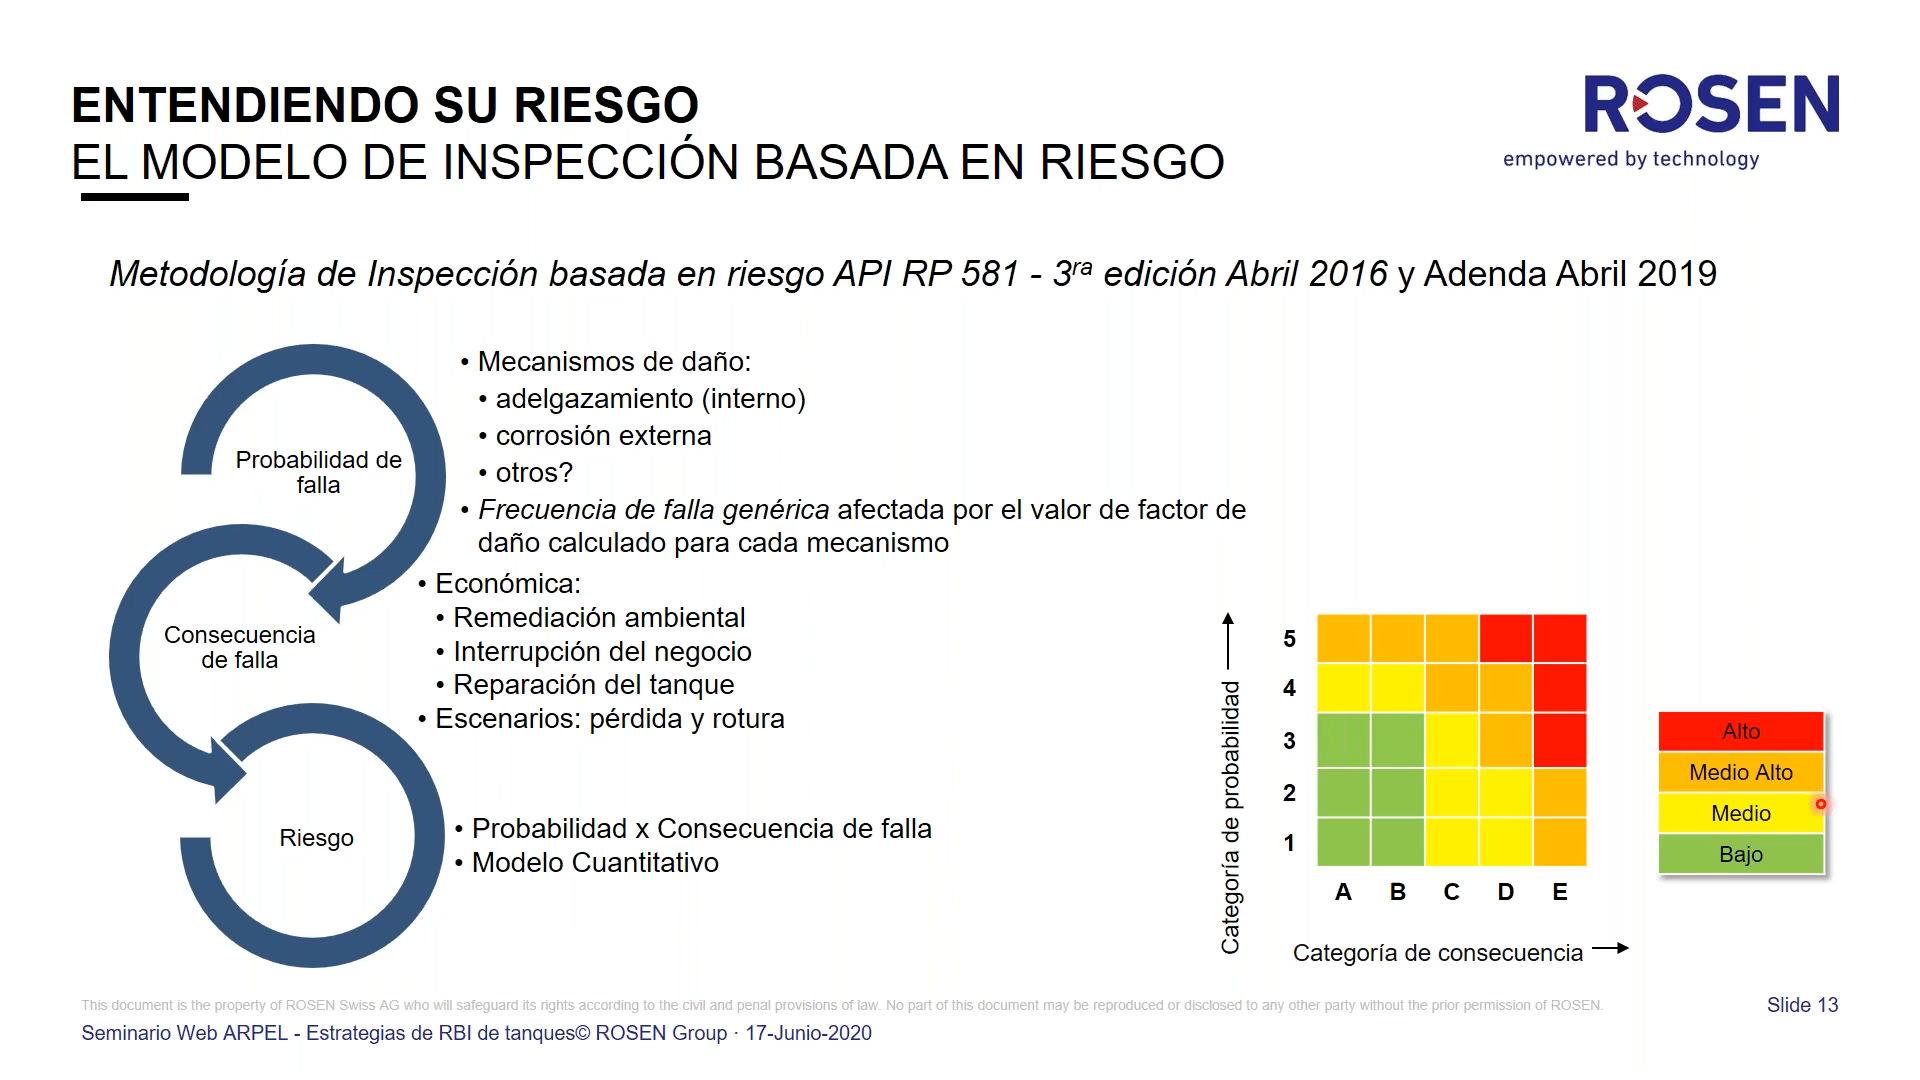 ENTENDIENDO SU RIESGO
EL MODELO DE INSPECCIÓN BASADA EN RIESGO
ROSEN
empowered by technology
Metodología de Inspección basada en riesgo API RP 581 - 3ra edición Abril 2016 y Adenda Abril 2019
Probabilidad de
falla
• Mecanismos de daño:
• adelgazamiento (interno)
• corrosión externa
• otros?
• Frecuencia de falla genérica afectada por el valor de factor de
daño calculado para cada mecanismo
Consecuencia
de falla
• Económica:
• Remediación ambiental
• Interrupción del negocio
• Reparación del tanque
• Escenarios: pérdida y rotura
Riesgo
• Probabilidad x Consecuencia de falla
• Modelo Cuantitativo
Categoría de probabilidad
5
4
3
2
1
A B C D E
Categoría de consecuencia
Alto
Medio Alto
Medio
Bajo
This document is the property of ROSEN Swiss AG who will safeguard its rights according to the civil and penal provisions of law. No part of this document may be reproduced or disclosed to any other party without the prior permission of ROSEN.
Slide 13
Seminario Web ARPEL - Estrategias de RBI de tanques© ROSEN Group · 17-Junio-2020